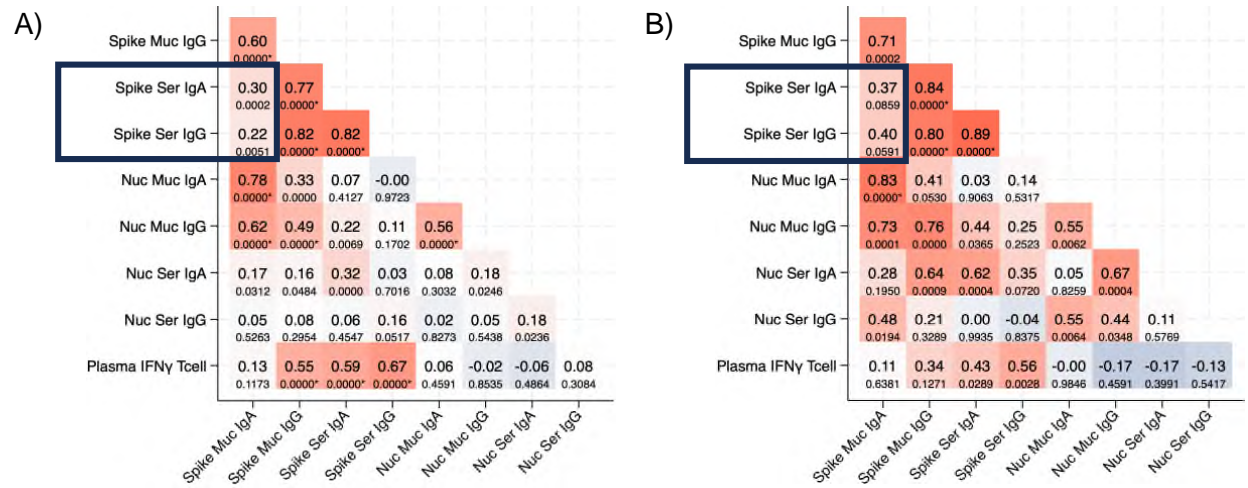 A)
Spike Muc IgG 0.60
0.0000*
Spike Ser IgA 0.30 0.77
0.0002 0.0000*
Spike Ser IgG 0.22 0.82 0.82
0.0051 0.0000* 0.0000*
Nuc Muc IgA 0.78 0.33 0.07 -0.00
0.0000* 0.0000 0.4127 0.9723
Nuc Muc IgG 0.62 0.49 0.22 0.11 0.56
0.0000* 0.0000* 0.0069 0.1702 0.0000*
Nuc Ser IgA 0.17 0.16 0.32 0.03 0.08 0.18
0.0312 0.0484 0.0000 0.7016 0.3032 0.0246
Nuc Ser IgG 0.05 0.08 0.06 0.16 0.02 0.05 0.18
0.5263 0.2954 0.4547 0.0517 0.8273 0.5438 0.0236
Plasma IFNγ Tcell 0.13 0.55 0.59 0.67 0.06 -0.02 -0.06 0.08
0.1173 0.0000* 0.0000* 0.0000* 0.4591 0.8535 0.4864 0.3084
Spike Muc IgA
Spike Muc IgG
Spike Ser IgA
Spike Ser IgG
Nuc Muc IgA
Nuc Muc IgG
Nuc Ser IgA
Nuc Ser IgG
B)
Spike Muc IgG 0.71
0.0002
Spike Ser IgA 0.37 0.84
0.0859 0.0000*
Spike Ser IgG 0.40 0.80 0.89
0.0591 0.0000* 0.0000*
Nuc Muc IgA 0.83 0.41 0.03 0.14
0.0000* 0.0530 0.9063 0.5317
Nuc Muc IgG 0.73 0.76 0.44 0.25 0.55
0.0001 0.0000 0.0365 0.2523 0.0062
Nuc Ser IgA 0.28 0.64 0.62 0.35 0.05 0.67
0.1950 0.0009 0.0004 0.0720 0.8259 0.0004
Nuc Ser IgG 0.48 0.21 0.00 -0.04 0.55 0.44 0.11
0.0194 0.3289 0.9935 0.8375 0.0064 0.0348 0.5769
Plasma IFNγ Tcell 0.11 0.34 0.43 0.56 -0.00 -0.17 -0.17 -0.13
0.6381 0.1271 0.0289 0.0028 0.9846 0.4591 0.3991 0.5417
Spike Muc IgA
Spike Muc IgG
Spike Ser IgA
Spike Ser IgG
Nuc Muc IgA
Nuc Muc IgG
Nuc Ser IgA
Nuc Ser IgG